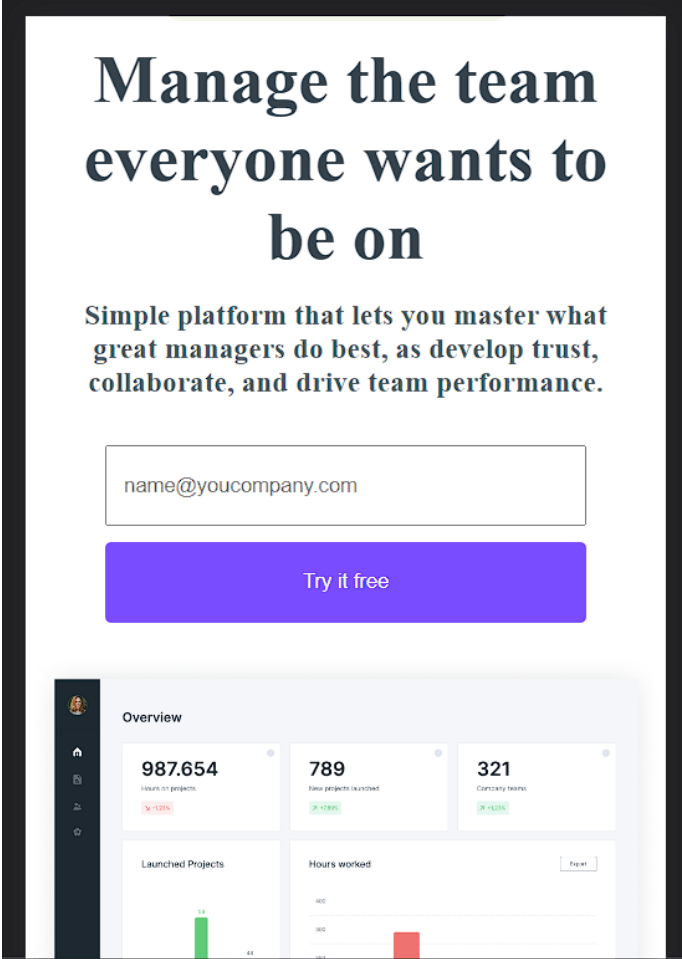 Manage the team
everyone wants to
be on
Simple platform that lets you master what
great managers do best, as develop trust,
collaborate, and drive team performance.
name@youcompany.com
Try it free
Overview
987.654
789
321
Hours on projects
New projects launched
Company teams
Launched Projects
Hours worked
Export
400
300